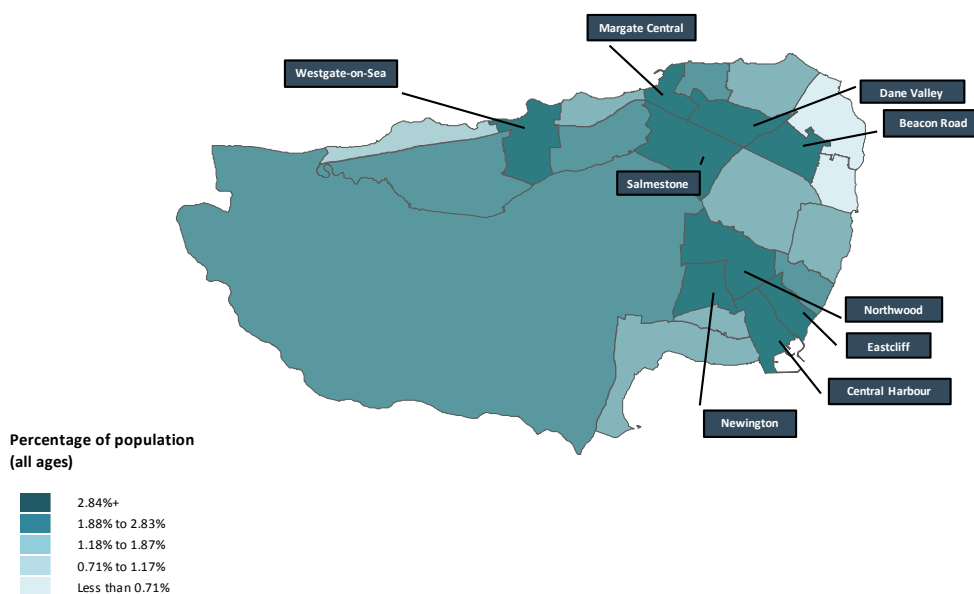 Margate Central
Westgate-on-Sea
Dane Valley
Beacon Road
Salmestone
Northwood
Eastcliff
Central Harbour
Newington
Percentage of population
(all ages)
2.84%+
1.88% to 2.83%
1.18% to 1.87%
0.71% to 1.17%
Less than 0.71%